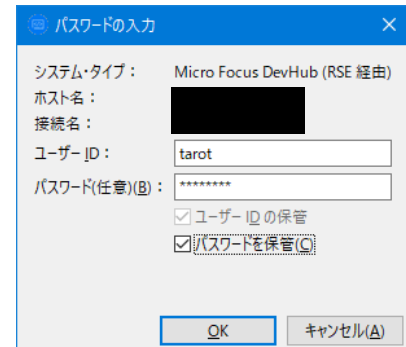 パスワードの入力
システム・タイプ： Micro Focus DevHub (RSE 経由)
ホスト名：
接続名：
ユーザー ID： tarot
パスワード(任意)(B)： ********
ユーザー ID の保管
パスワードを保管(C)
OK キャンセル(A)